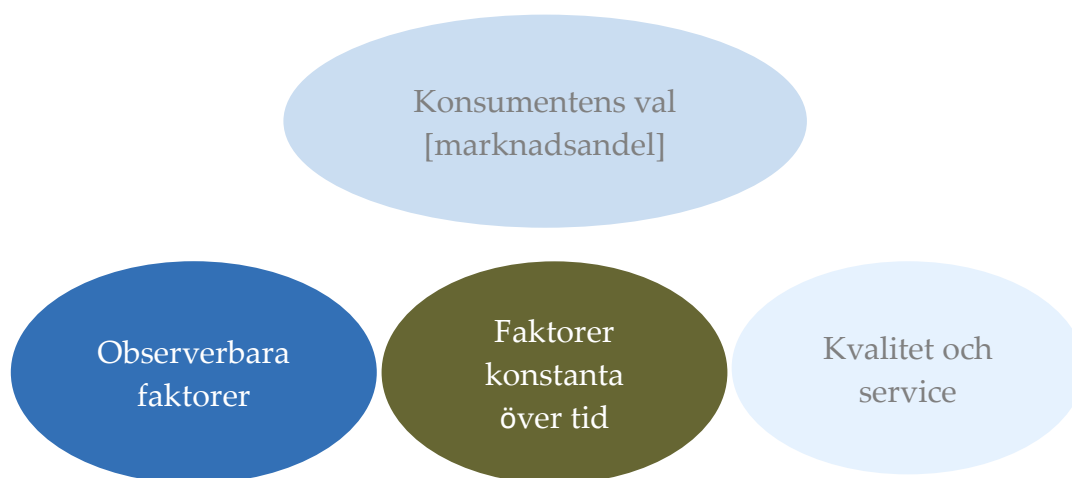 Konsumentens val
[marknadsandel]
Observerbara
faktorer
Faktorer
konstanta
över tid
Kvalitet och
service